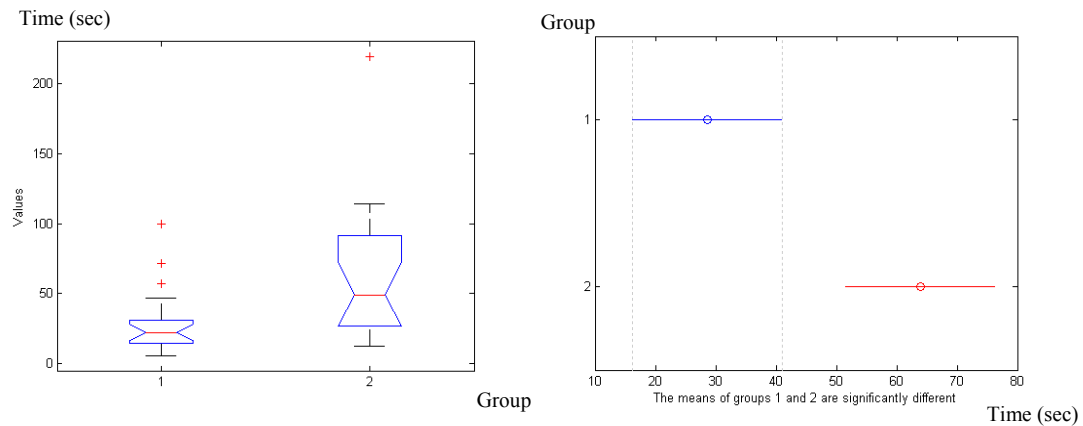 Time (sec)
Values
200
150
100
50
0
1 2
Group
Group
1
2
10 20 30 40 50 60 70 80
The means of groups 1 and 2 are significantly different
Time (sec)